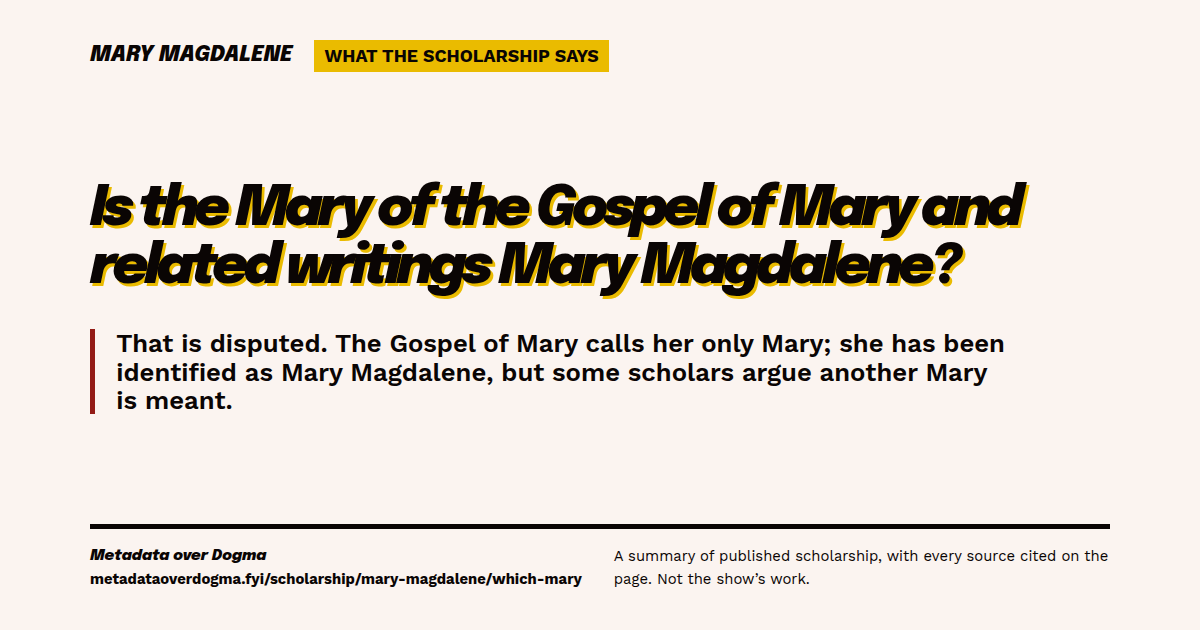 MARY MAGDALENE
WHAT THE SCHOLARSHIP SAYS
Is the Mary of the Gospel of Mary and
related writings Mary Magdalene?
That is disputed. The Gospel of Mary calls her only Mary; she has been
identified as Mary Magdalene, but some scholars argue another Mary
is meant.
Metadata over Dogma
metadataoverdogma.fyi/scholarship/mary-magdalene/which-mary
A summary of published scholarship, with every source cited on the
page. Not the show’s work.